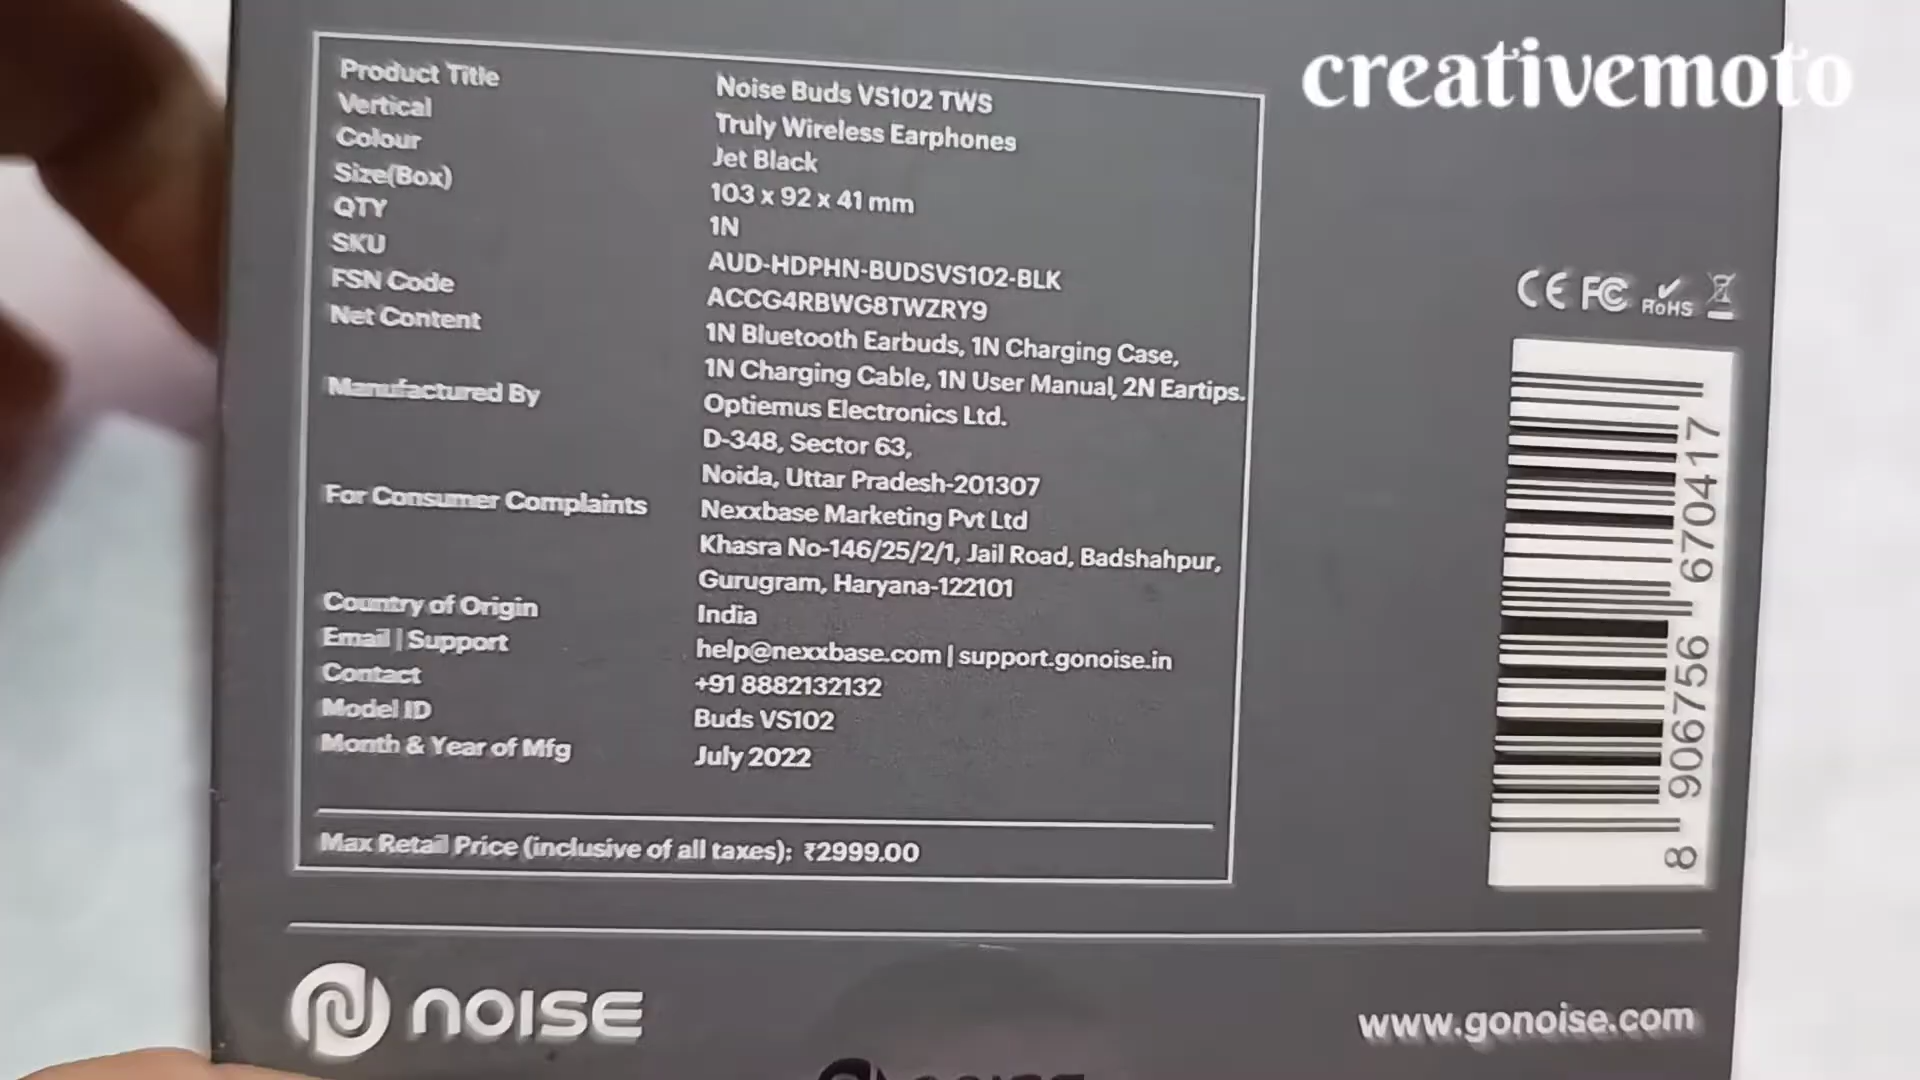 creativemoto
Product Title Noise Buds VS102 TWS
Vertical Truly Wireless Earphones
Colour Jet Black
Size(Box) 103 x 92 x 41 mm
QTY 1N
SKU AUD-HDPHN-BUDSVS102-BLK
FSN Code ACCG4RBWG8TWZRY9
Net Content 1N Bluetooth Earbuds, 1N Charging Case,
1N Charging Cable, 1N User Manual, 2N Eartips.
Manufactured By Optiemus Electronics Ltd.
D-348, Sector 63,
Noida, Uttar Pradesh-201307
For Consumer Complaints Nexxbase Marketing Pvt Ltd
Khasra No-146/25/2/1, Jail Road, Badshahpur,
Gurugram, Haryana-122101
Country of Origin India
Email | Support help@nexxbase.com | support.gonoise.in
Contact +91 8882132132
Model ID Buds VS102
Month & Year of Mfg July 2022
Max Retail Price (inclusive of all taxes): ₹2999.00
CE FC RoHS
8 906756 670417
NOISE
www.gonoise.com